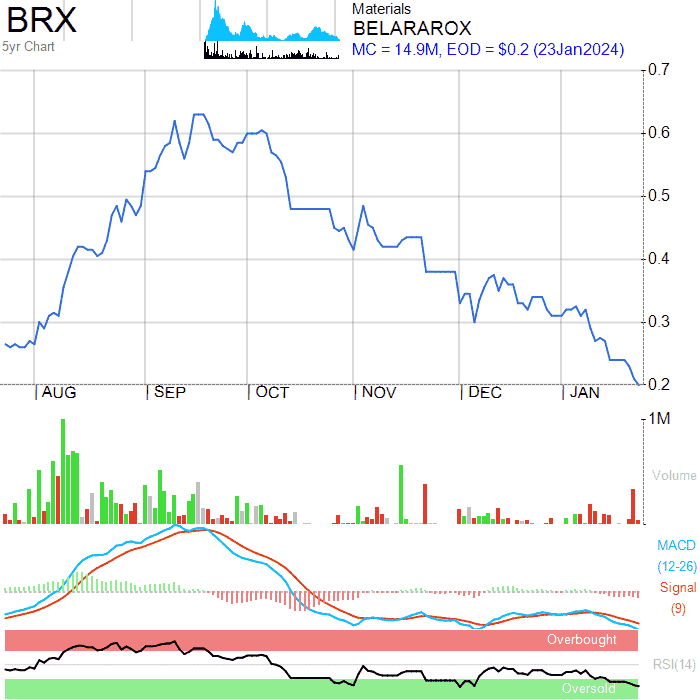 BRX
5yr Chart
Materials
BELARAROX
MC = 14.9M, EOD = $0.2 (23Jan2024)
0.7
0.6
0.5
0.4
0.3
0.2
AUG SEP OCT NOV DEC JAN
1M
Volume
MACD
(12-26)
Signal
(9)
Overbought
RSI(14)
Oversold